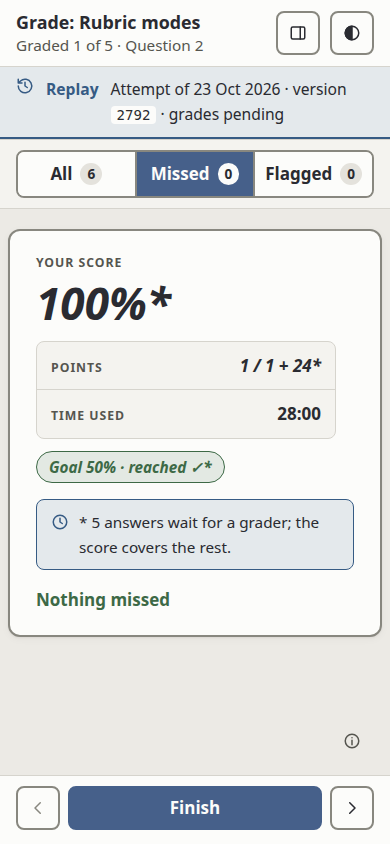 Grade: Rubric modes
Graded 1 of 5 · Question 2
Replay Attempt of 23 Oct 2026 · version
2792 · grades pending
All 6 Missed 0 Flagged 0
YOUR SCORE
100%*
POINTS 1 / 1 + 24*
TIME USED 28:00
Goal 50% · reached ✓*
* 5 answers wait for a grader; the
score covers the rest.
Nothing missed
Finish